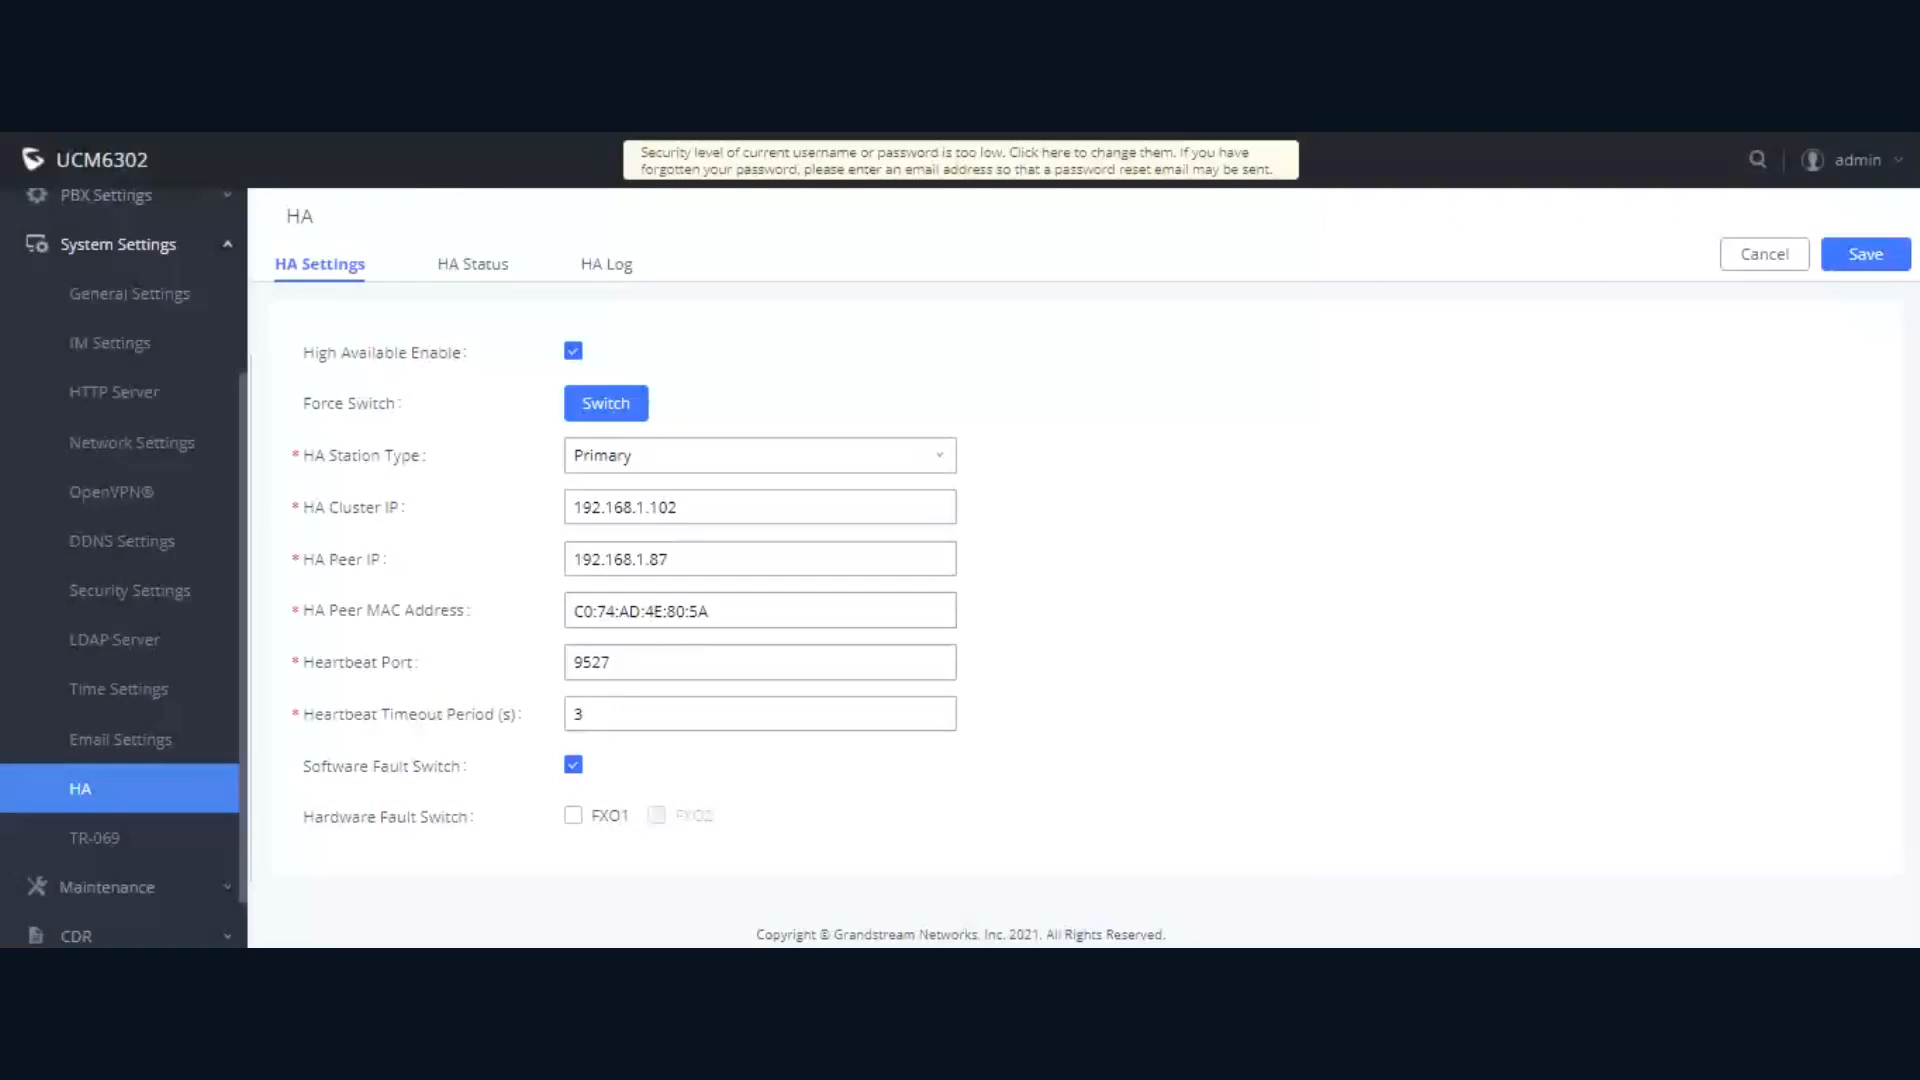 UCM6302
Security level of current username or password is too low. Click here to change them. If you have
forgotten your password, please enter an email address so that a password reset email may be sent.
admin
PBX Settings
System Settings
General Settings
IM Settings
HTTP Server
Network Settings
OpenVPN®
DDNS Settings
Security Settings
LDAP Server
Time Settings
Email Settings
HA
TR-069
Maintenance
CDR
HA
HA Settings HA Status HA Log
Cancel Save
High Available Enable:
Force Switch: Switch
* HA Station Type: Primary
* HA Cluster IP: 192.168.1.102
* HA Peer IP: 192.168.1.87
* HA Peer MAC Address: C0:74:AD:4E:80:5A
* Heartbeat Port: 9527
* Heartbeat Timeout Period (s): 3
Software Fault Switch:
Hardware Fault Switch: FXO1 FXO2
Copyright © Grandstream Networks, Inc. 2021. All Rights Reserved.